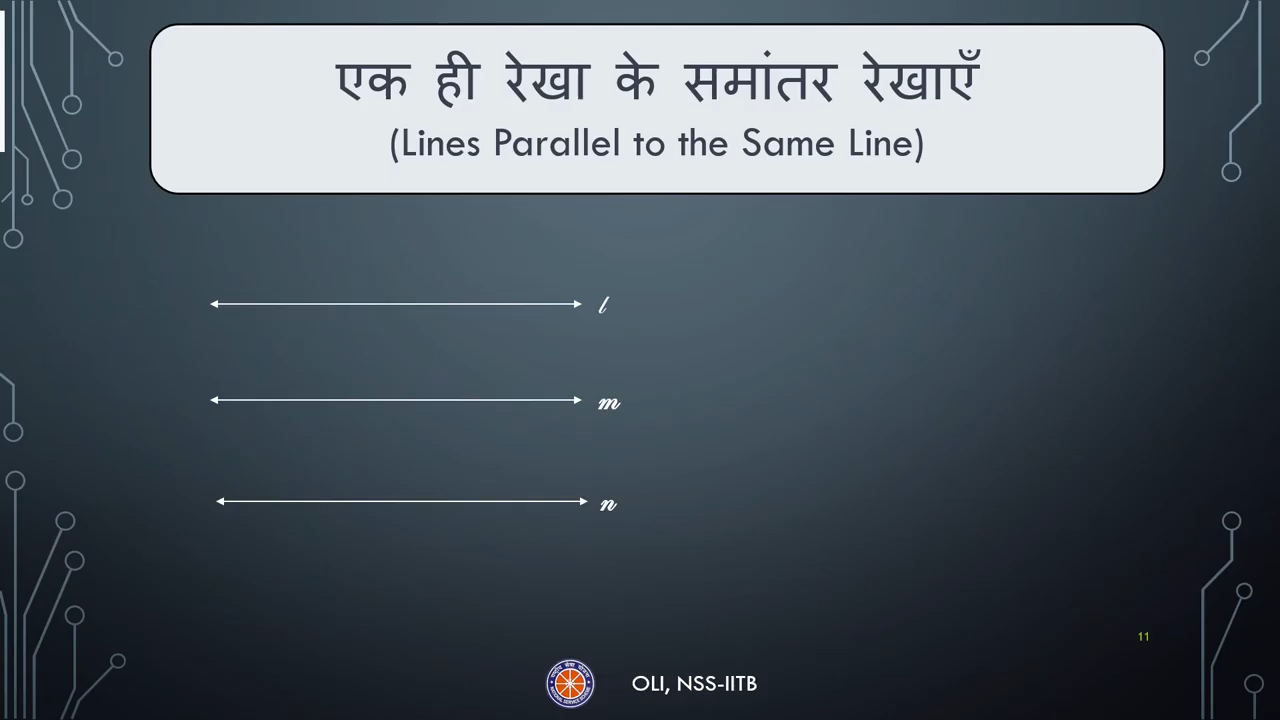 एक ही रेखा के समांतर रेखाएँ
(Lines Parallel to the Same Line)
l
m
n
11
OLI, NSS-IITB